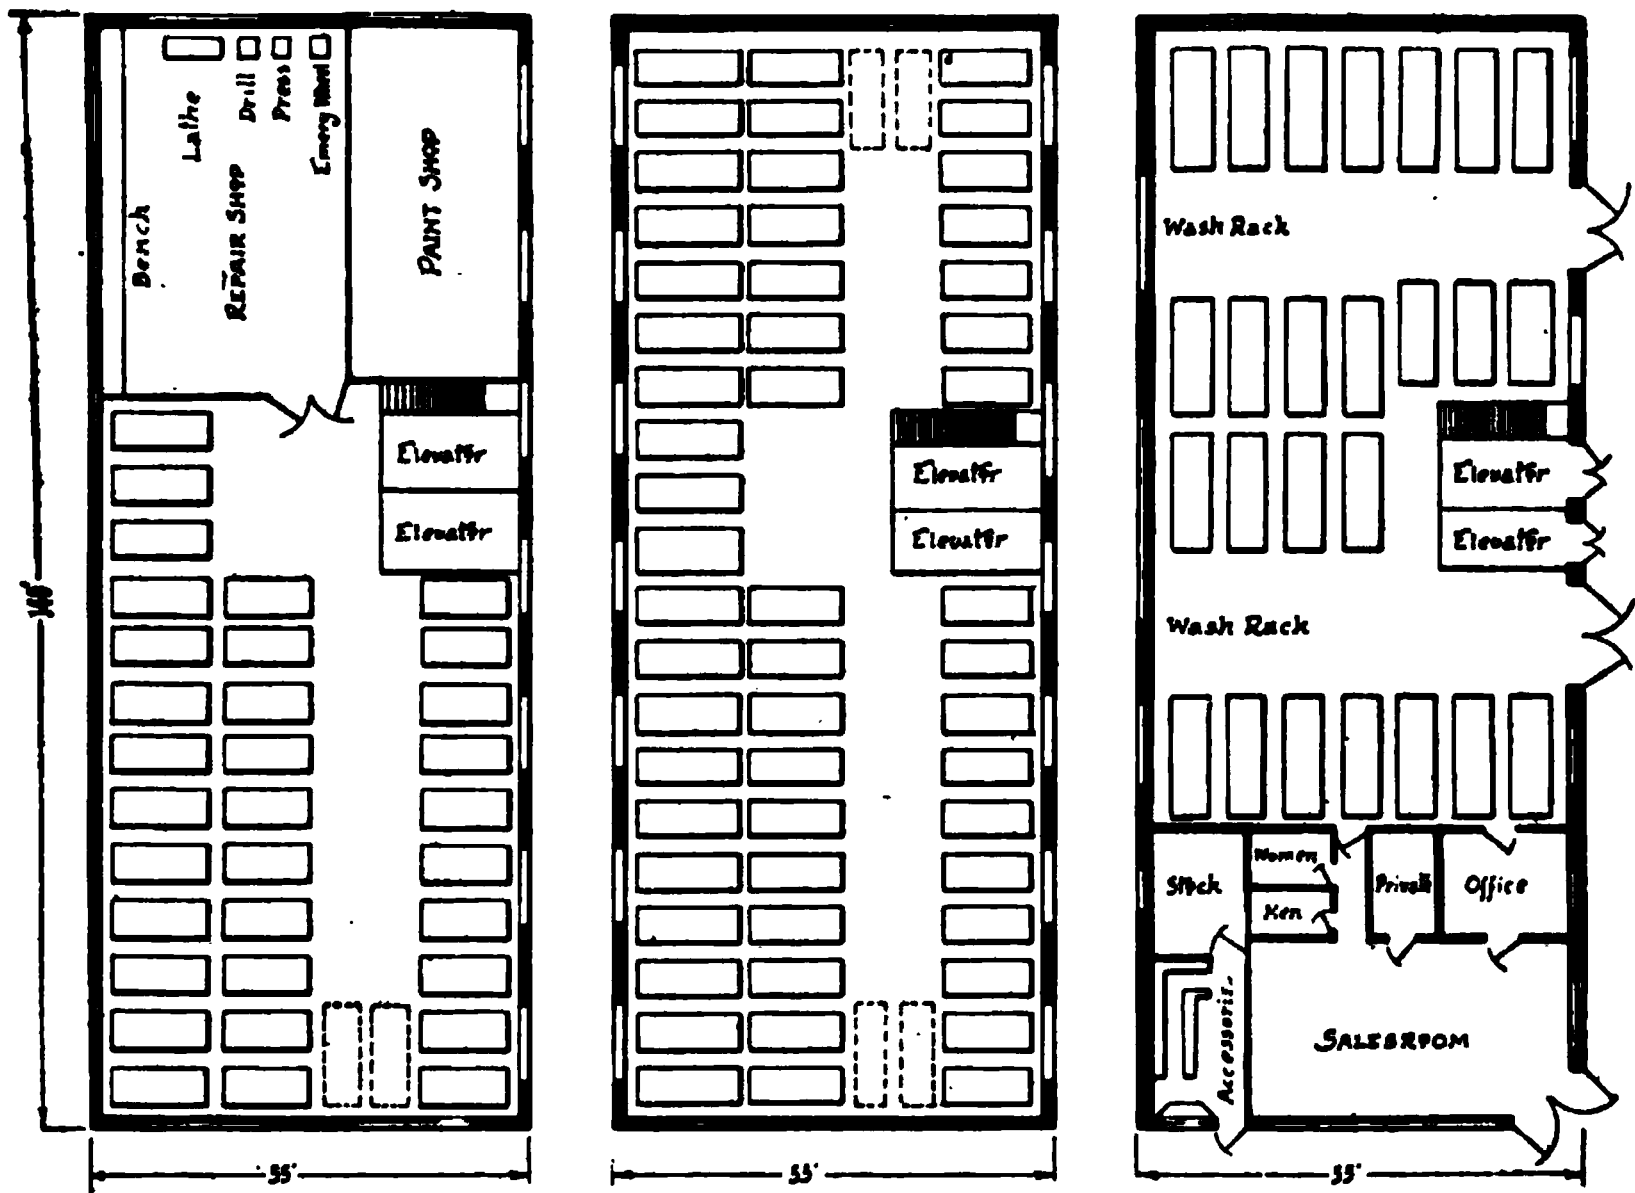 Lathe
Drill
Press
Emery Wheel
Bench
REPAIR SHOP
PAINT SHOP
Elevator
Elevator
55'
Elevator
Elevator
55'
Wash Rack
Elevator
Elevator
Wash Rack
Stock
Women
Men
Private
Office
Accessories
SALESROOM
55'